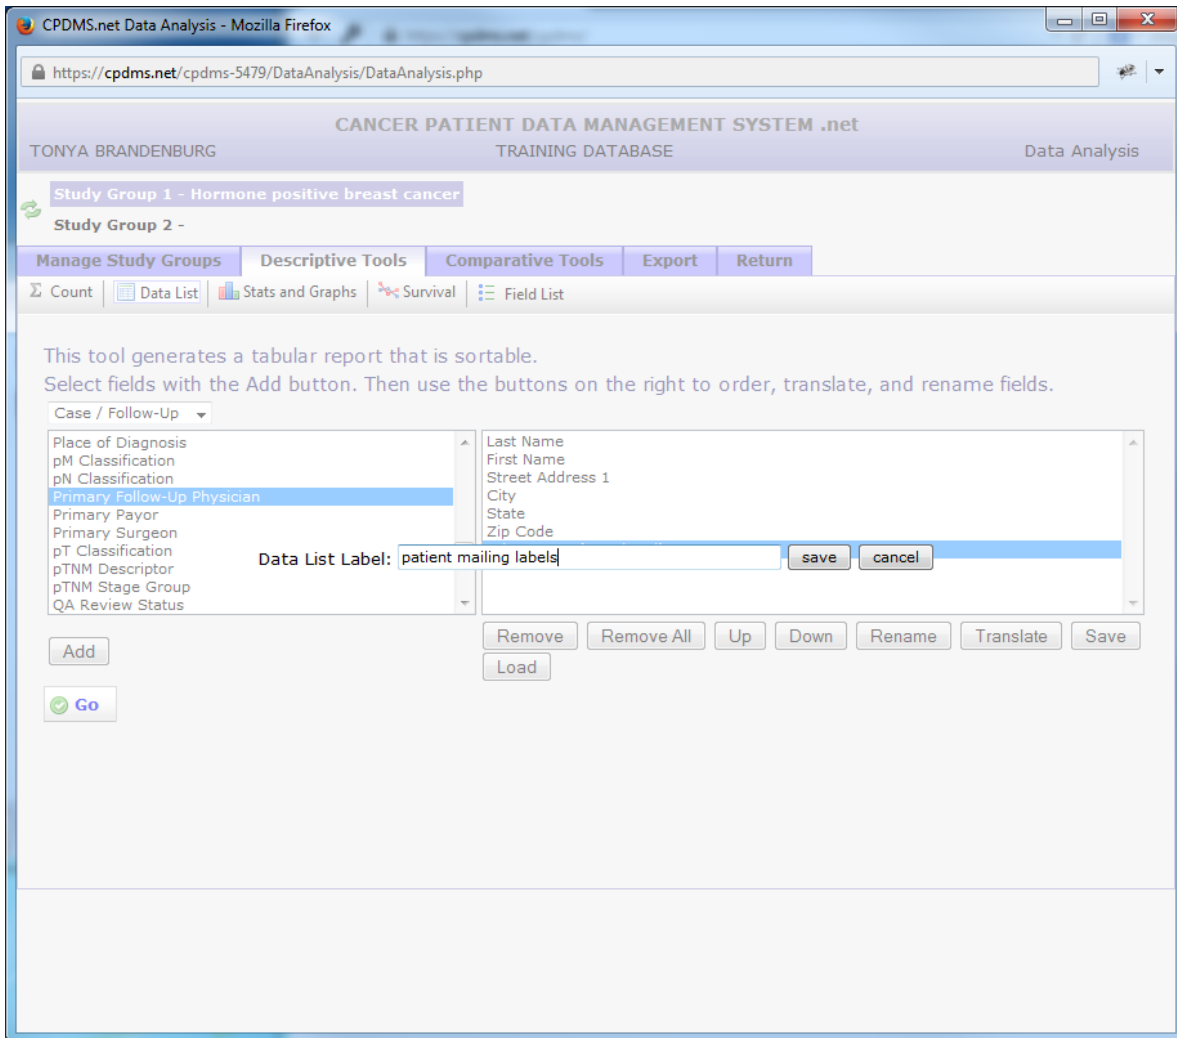 CPDMS.net Data Analysis - Mozilla Firefox
https://cpdms.net/cpdms-5479/DataAnalysis/DataAnalysis.php
CANCER PATIENT DATA MANAGEMENT SYSTEM .net
TONYA BRANDENBURG TRAINING DATABASE Data Analysis
Study Group 1 - Hormone positive breast cancer
Study Group 2 -
Manage Study Groups Descriptive Tools Comparative Tools Export Return
Σ Count Data List Stats and Graphs Survival Field List
This tool generates a tabular report that is sortable.
Select fields with the Add button. Then use the buttons on the right to order, translate, and rename fields.
Case / Follow-Up
Place of Diagnosis
pM Classification
pN Classification
Primary Follow-Up Physician
Primary Payor
Primary Surgeon
pT Classification
pTNM Descriptor
pTNM Stage Group
QA Review Status
Last Name
First Name
Street Address 1
City
State
Zip Code
Data List Label: patient mailing labels save cancel
Add
Remove Remove All Up Down Rename Translate Save
Load
Go